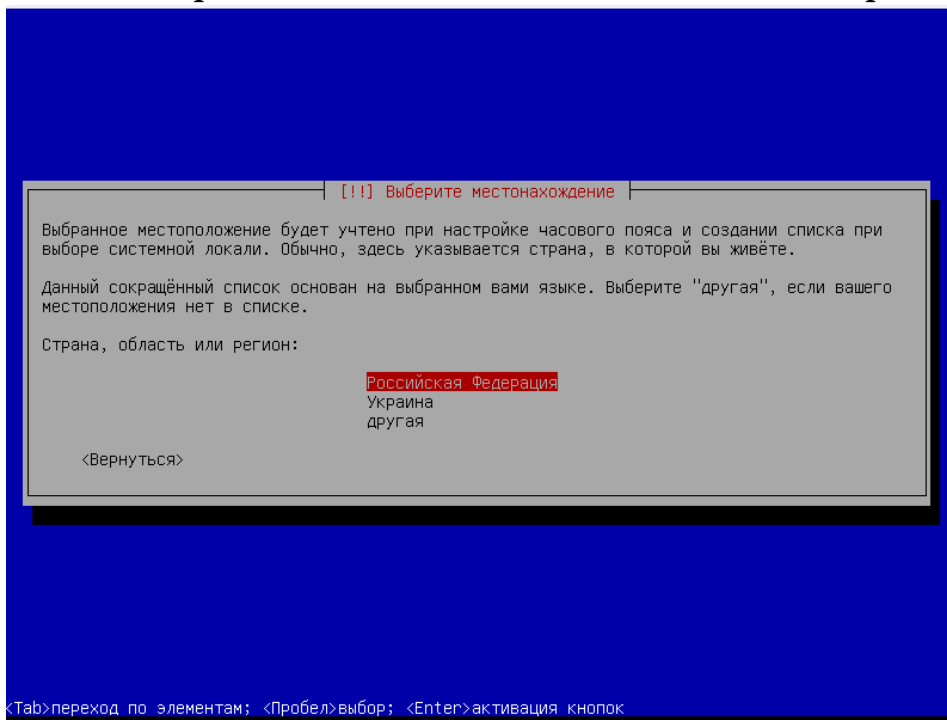 [!!] Выберите местонахождение
Выбранное местоположение будет учтено при настройке часового пояса и создании списка при
выборе системной локали. Обычно, здесь указывается страна, в которой вы живёте.
Данный сокращённый список основан на выбранном вами языке. Выберите "другая", если вашего
местоположения нет в списке.
Страна, область или регион:
Российская Федерация
Украина
другая
<Вернуться>
<Tab>переход по элементам; <Пробел>выбор; <Enter>активация кнопок